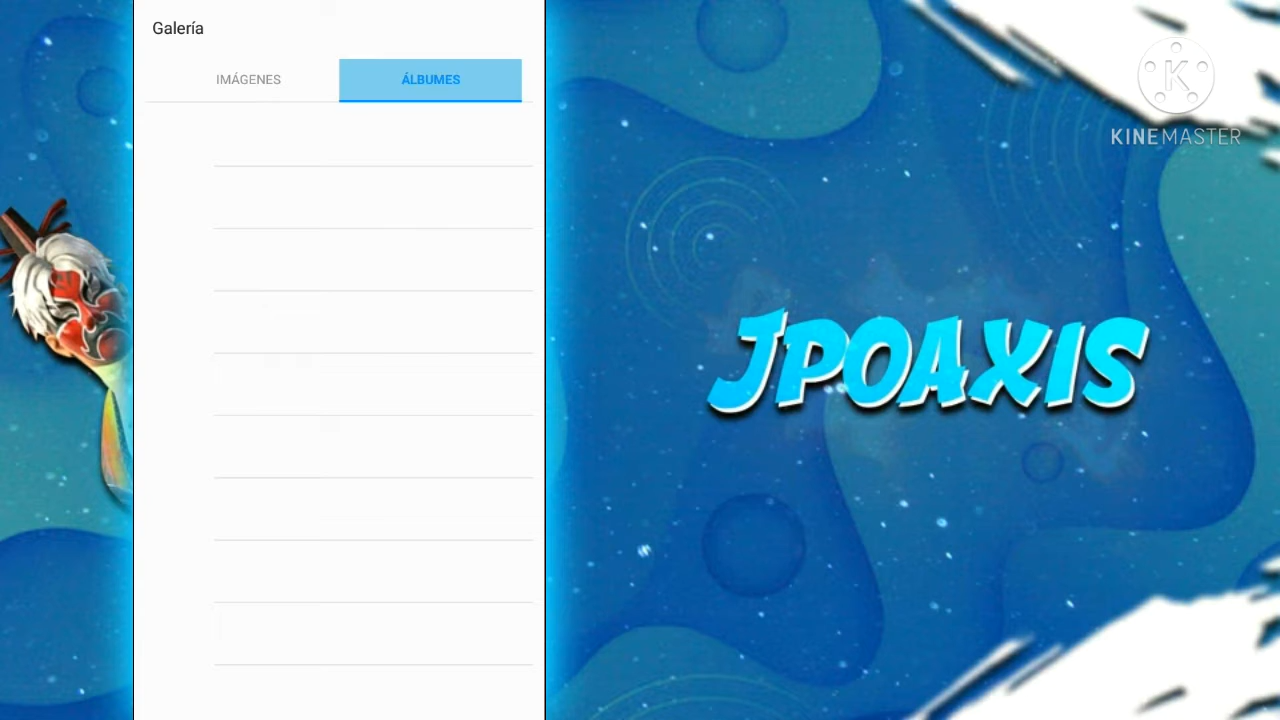 Galería
IMÁGENES
ÁLBUMES
K
KINEMASTER
JPOAXIS